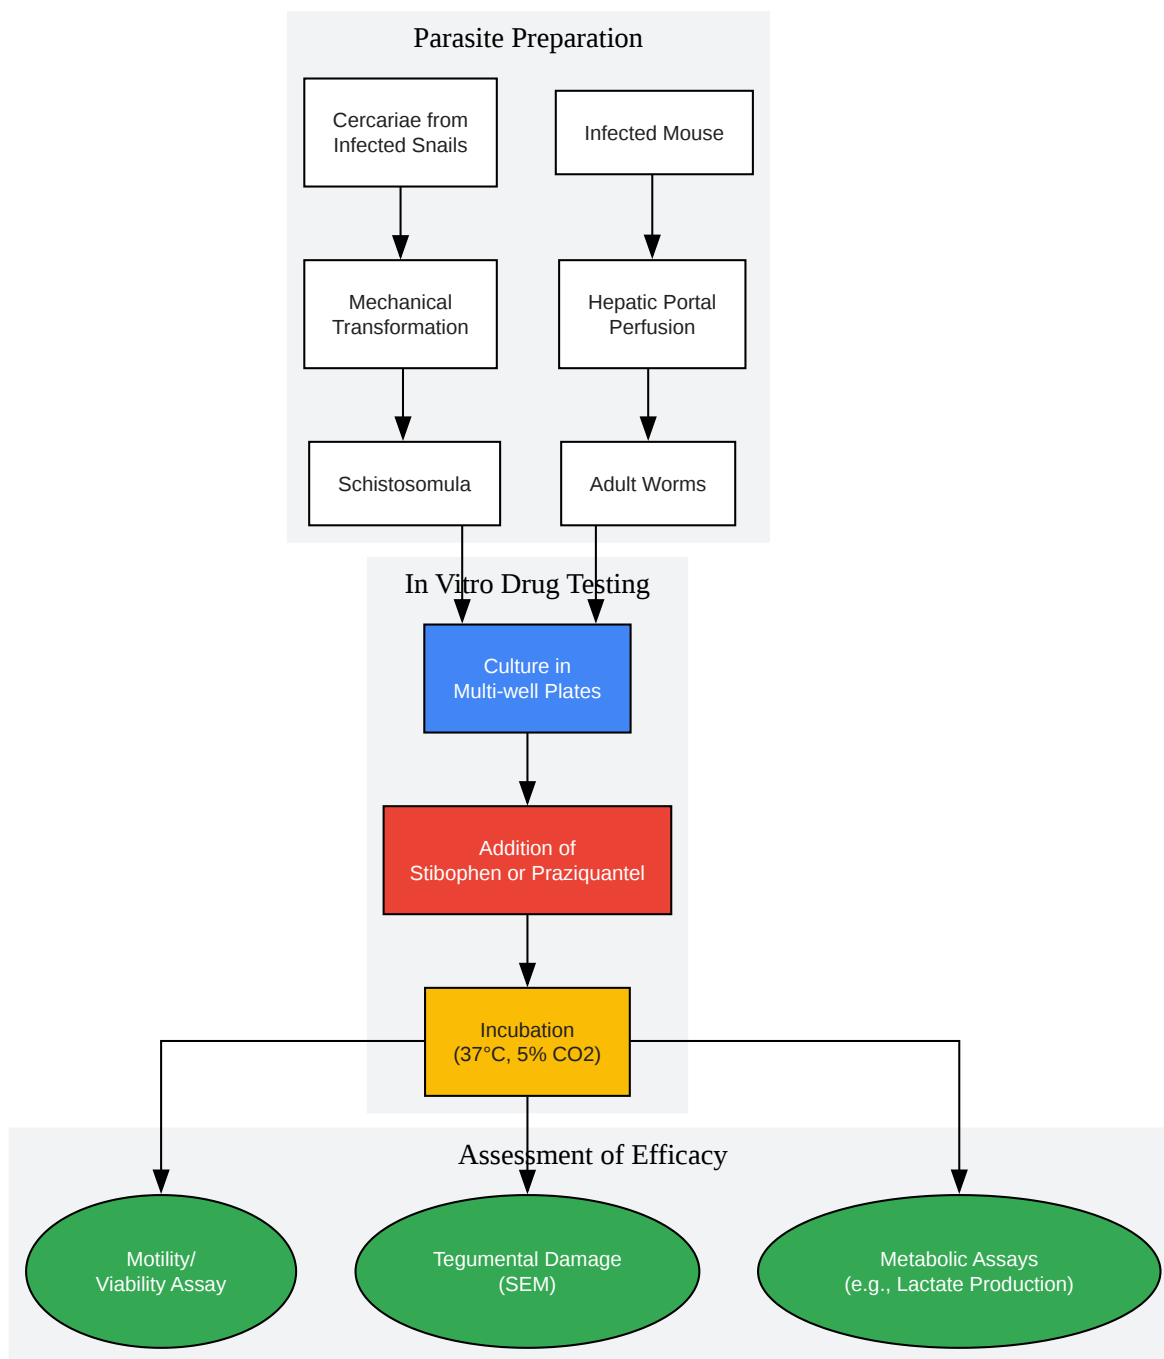 Parasite Preparation
Cercariae from
Infected Snails
Infected Mouse
Mechanical
Transformation
Hepatic Portal
Perfusion
Schistosomula
Adult Worms
In Vitro Drug Testing
Culture in
Multi-well Plates
Addition of
Stibophen or Praziquantel
Incubation
(37°C, 5% CO2)
Assessment of Efficacy
Motility/
Viability Assay
Tegumental Damage
(SEM)
Metabolic Assays
(e.g., Lactate Production)